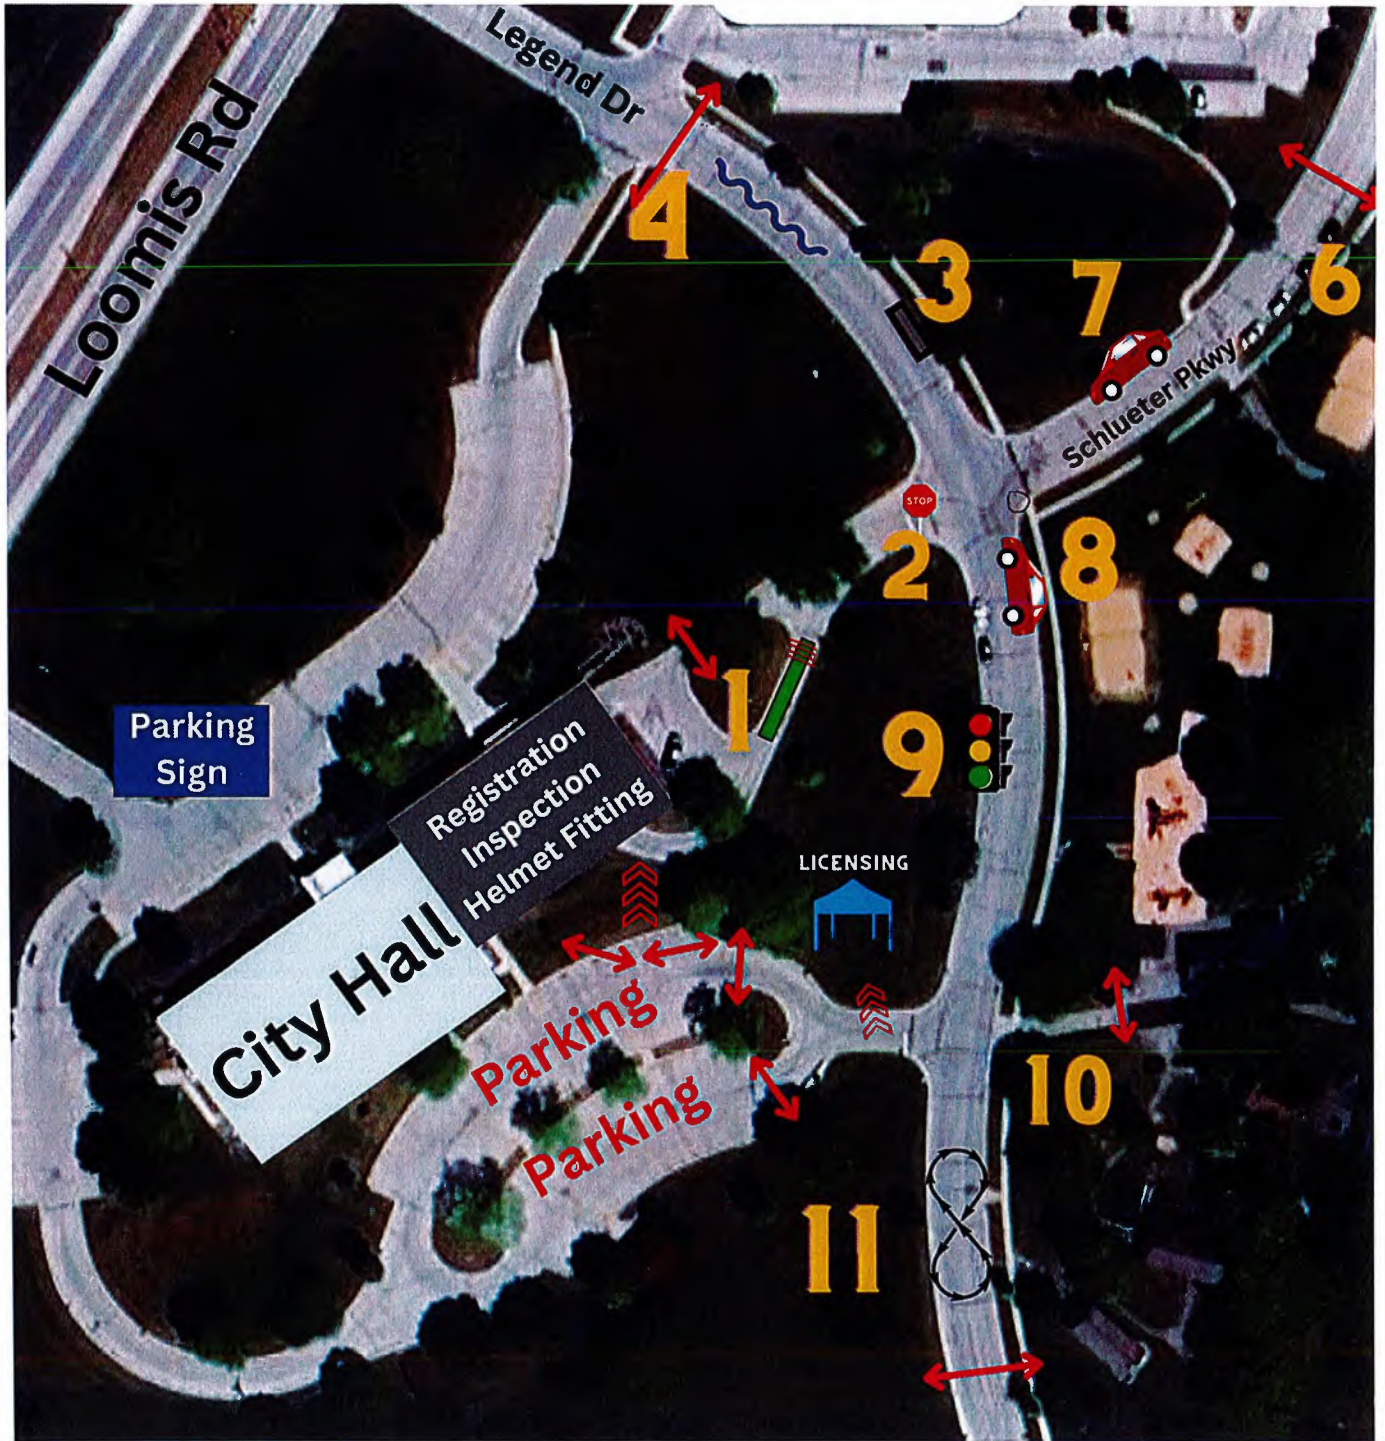 Legend Dr
Loomis Rd
4
3
7
6
Schlueter Pkwy
STOP
2
8
1
Parking
Sign
9
Registration
Inspection
Helmet Fitting
LICENSING
City Hall
Parking
Parking
10
11